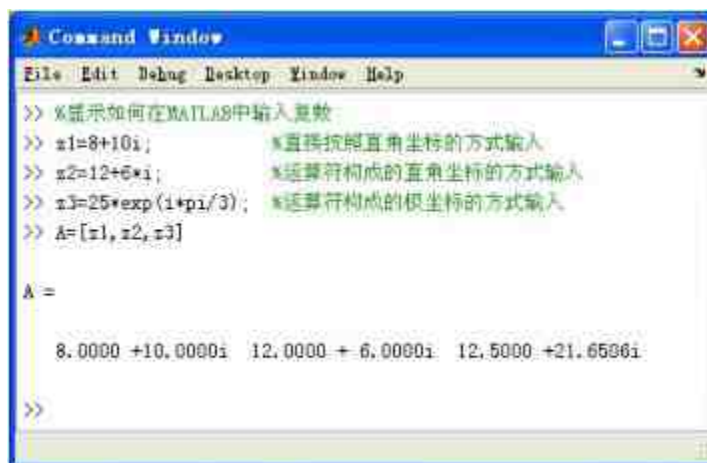 Command Window
File Edit Debug Desktop Window Help
>> %显示如何在MATLAB中输入复数
>> z1=8+10i; %直接按照直角坐标的方式输入
>> z2=12+6*i; %运算符构成的直角坐标的方式输入
>> z3=25*exp(i*pi/3); %运算符构成的极坐标的方式输入
>> A=[z1,z2,z3]
A =
8.0000 +10.0000i 12.0000 + 6.0000i 12.5000 +21.6506i
>>